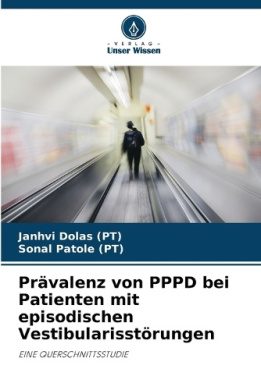 - VERLAG -
Unser Wissen
Janhvi Dolas (PT)
Sonal Patole (PT)
Prävalenz von PPPD bei
Patienten mit
episodischen
Vestibularisstörungen
EINE QUERSCHNITTSSTUDIE